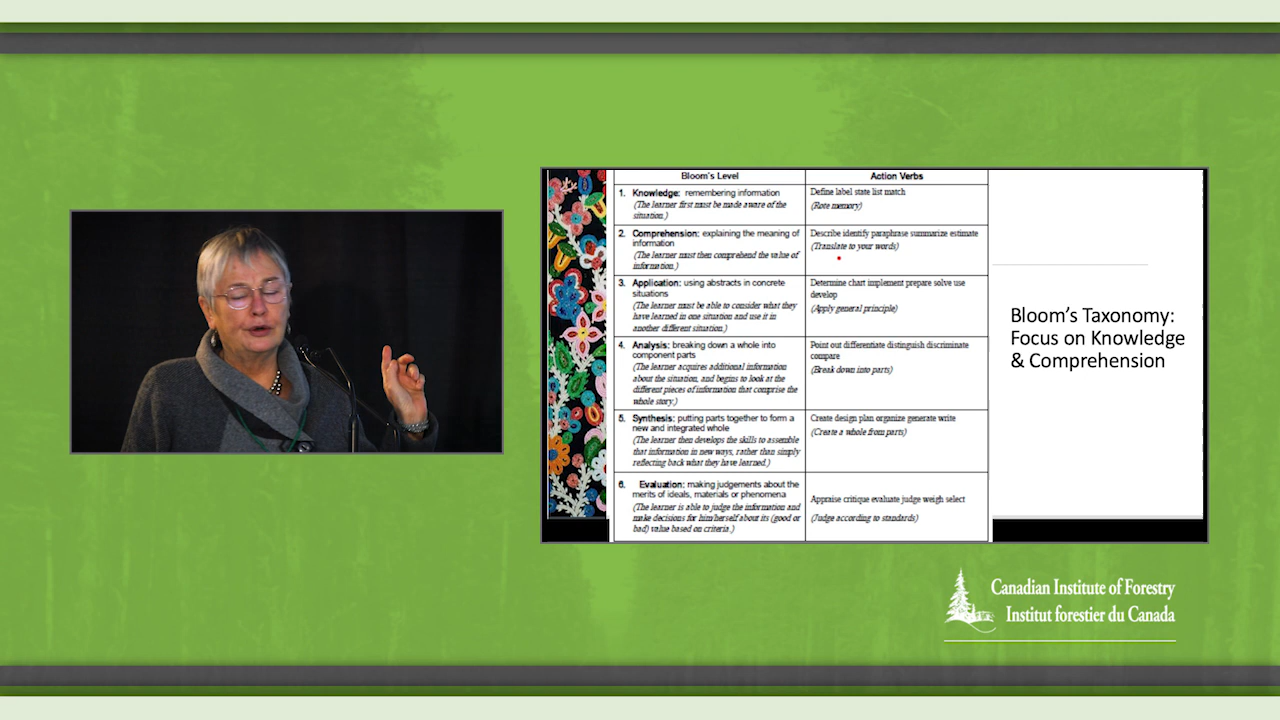 Bloom's Level
Action Verbs
1. Knowledge: remembering information
(The learner first must be made aware of the
situation.)
Define label state list match
(Rote memory)
2. Comprehension: explaining the meaning of
information
(The learner must then comprehend the value of
information.)
Describe identify paraphrase summarize estimate
(Translate to your words)
3. Application: using abstracts in concrete
situations
(The learner must be able to consider what they
have learned in one situation and use it in
another different situation.)
Determine chart implement prepare solve use
develop
(Apply general principle)
4. Analysis: breaking down a whole into
component parts
(The learner acquires additional information
about the situation, and begins to look at the
different pieces of information that comprise the
whole story.)
Point out differentiate distinguish discriminate
compare
(Break down into parts)
5. Synthesis: putting parts together to form a
new and integrated whole
(The learner then develops the skills to assemble
that information in new ways, rather than simply
reflecting back what they have learned.)
Create design plan organize generate write
(Create a whole from parts)
6. Evaluation: making judgements about the
merits of ideals, materials or phenomena
(The learner is able to judge the information and
make decisions for him/herself about its (good or
bad) value based on criteria.)
Appraise critique evaluate judge weigh select
(Judge according to standards)
Bloom's Taxonomy:
Focus on Knowledge
& Comprehension
Canadian Institute of Forestry
Institut forestier du Canada